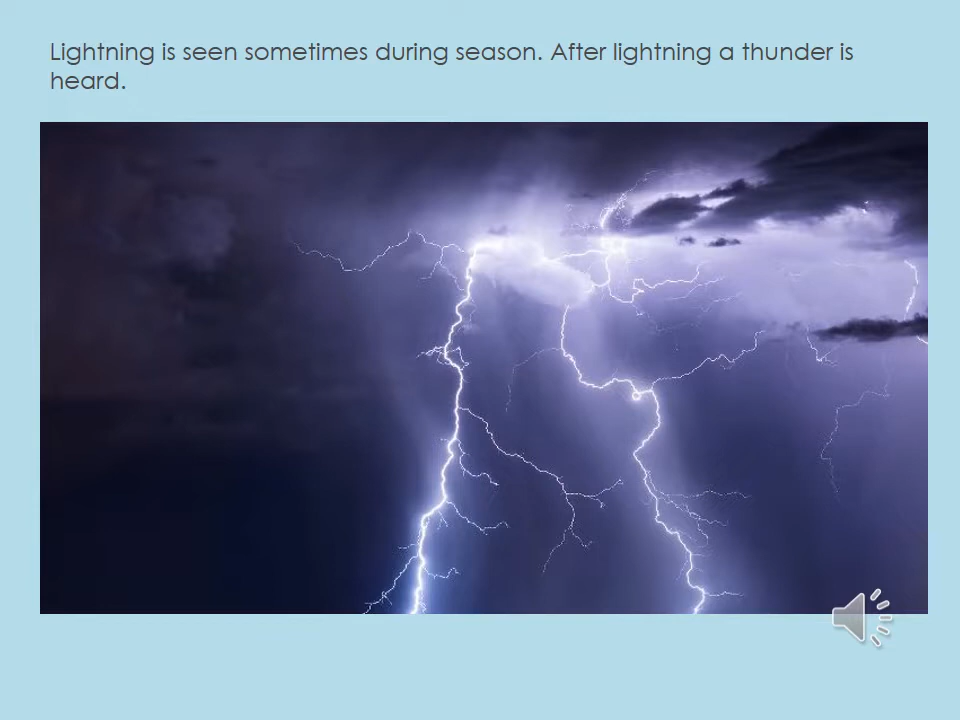 Lightning is seen sometimes during season. After lightning a thunder is
heard.